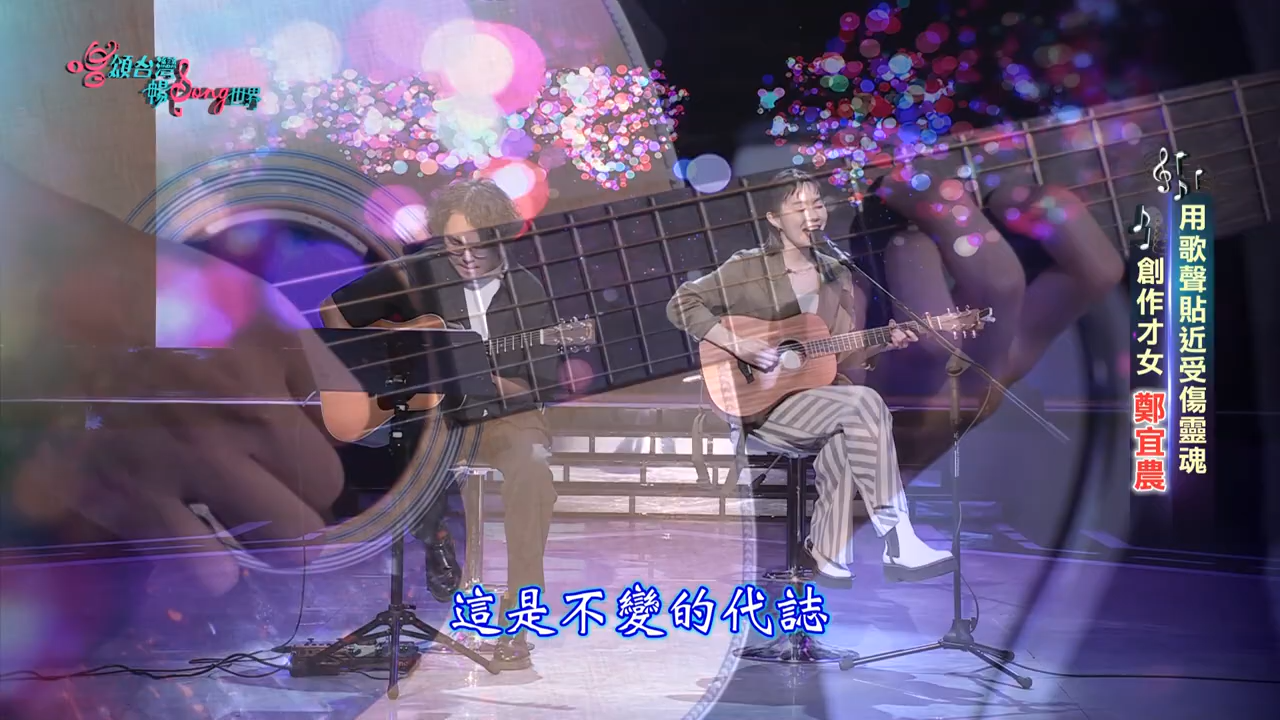 唱領台灣
暢Song世界
用歌聲貼近受傷靈魂
創作才女 鄭宜農
這是不變的代誌